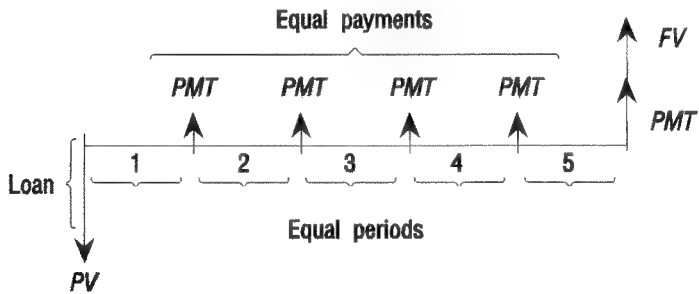 Equal payments
FV
PMT PMT PMT PMT
PMT
1 2 3 4 5
Loan
Equal periods
PV